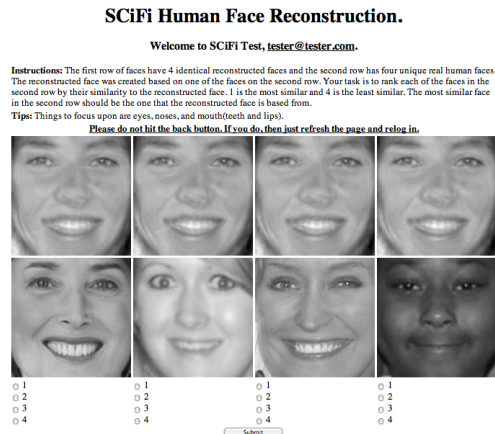 SCiFi Human Face Reconstruction.
Welcome to SCiFi Test, tester@tester.com.
Instructions: The first row of faces have 4 identical reconstructed faces and the second row has four unique real human faces
The reconstructed face was created based on one of the faces on the second row. Your task is to rank each of the faces in the
second row by their similarity to the reconstructed face. 1 is the most similar and 4 is the least similar. The most similar face
in the second row should be the one that the reconstructed face is based from.
Tips: Things to focus upon are eyes, noses, and mouth(teeth and lips).
Please do not hit the back button. If you do, then just refresh the page and relog in.
1 1 1 1
2 2 2 2
3 3 3 3
4 4 4 4
Submit